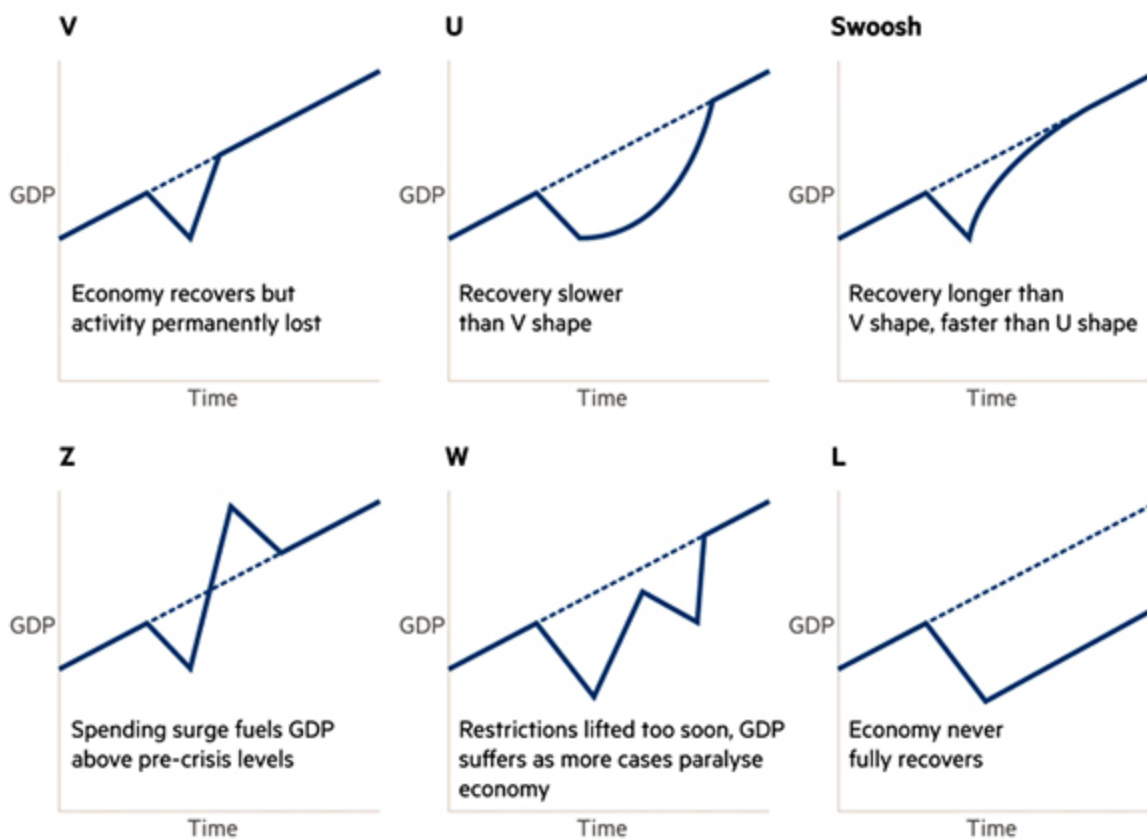 V
GDP
Economy recovers but
activity permanently lost
Time
U
GDP
Recovery slower
than V shape
Time
Swoosh
GDP
Recovery longer than
V shape, faster than U shape
Time
Z
GDP
Spending surge fuels GDP
above pre-crisis levels
Time
W
GDP
Restrictions lifted too soon, GDP
suffers as more cases paralyse
economy
Time
L
GDP
Economy never
fully recovers
Time